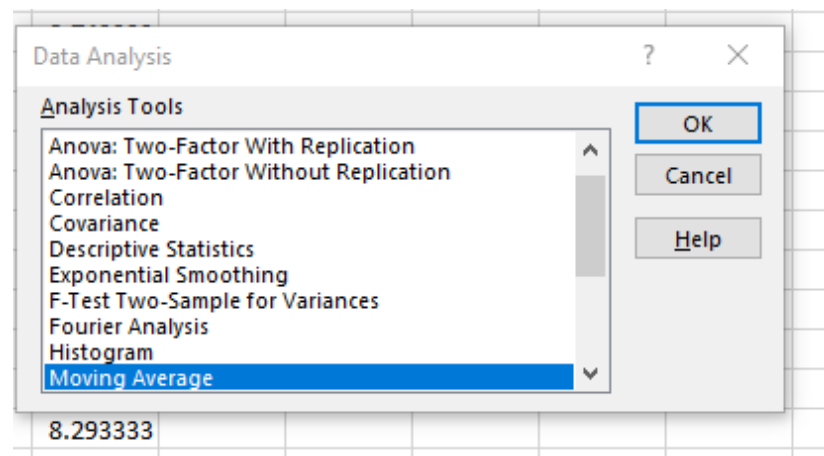 Data Analysis ?
Analysis Tools
Anova: Two-Factor With Replication
Anova: Two-Factor Without Replication
Correlation
Covariance
Descriptive Statistics
Exponential Smoothing
F-Test Two-Sample for Variances
Fourier Analysis
Histogram
Moving Average
OK
Cancel
Help
8.293333